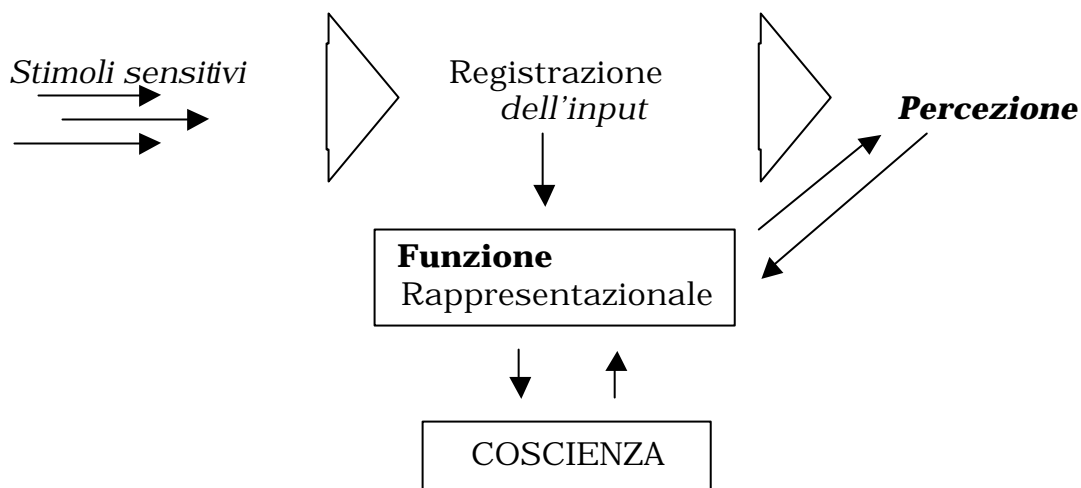 Stimoli sensitivi
Registrazione
dell'input
Percezione
Funzione
Rappresentazionale
COSCIENZA